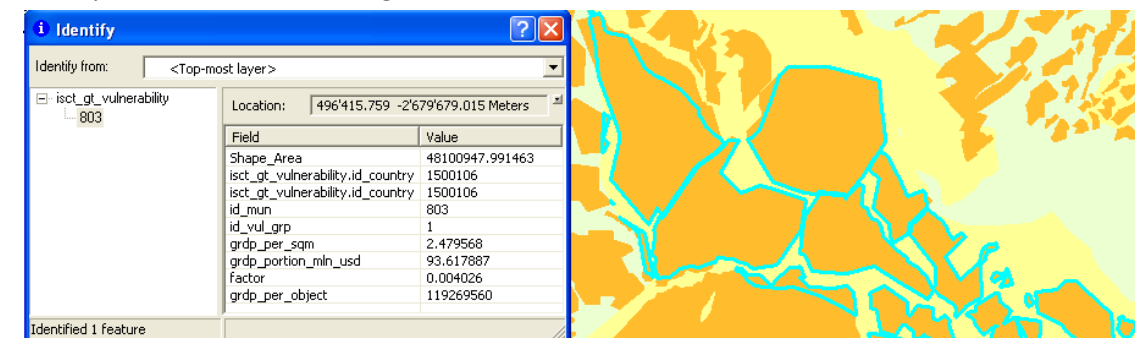 Identify
Identify from: <Top-most layer>
isct_gt_vulnerability
803
Location: 496'415.759 -2'679'679.015 Meters
Field Value
Shape_Area 48100947.991463
isct_gt_vulnerability.id_country 1500106
isct_gt_vulnerability.id_country 1500106
id_mun 803
id_vul_grp 1
grdp_per_sqm 2.479568
grdp_portion_mln_usd 93.617887
factor 0.004026
grdp_per_object 119269560
Identified 1 feature